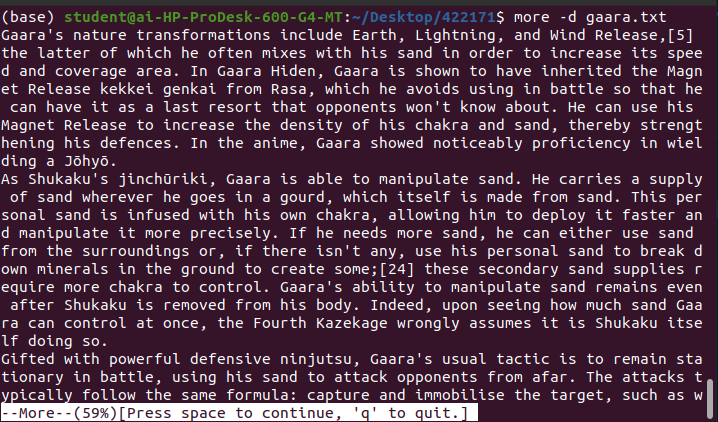 (base) student@ai-HP-ProDesk-600-G4-MT:~/Desktop/422171$ more -d gaara.txt
Gaara's nature transformations include Earth, Lightning, and Wind Release,[5]
the latter of which he often mixes with his sand in order to increase its spee
d and coverage area. In Gaara Hiden, Gaara is shown to have inherited the Magn
et Release kekkei genkai from Rasa, which he avoids using in battle so that he
 can have it as a last resort that opponents won't know about. He can use his
Magnet Release to increase the density of his chakra and sand, thereby strengt
hening his defences. In the anime, Gaara showed noticeably proficiency in wiel
ding a Jōhyō.
As Shukaku's jinchūriki, Gaara is able to manipulate sand. He carries a supply
 of sand wherever he goes in a gourd, which itself is made from sand. This per
sonal sand is infused with his own chakra, allowing him to deploy it faster an
d manipulate it more precisely. If he needs more sand, he can either use sand
from the surroundings or, if there isn't any, use his personal sand to break d
own minerals in the ground to create some;[24] these secondary sand supplies r
equire more chakra to control. Gaara's ability to manipulate sand remains even
 after Shukaku is removed from his body. Indeed, upon seeing how much sand Gaa
ra can control at once, the Fourth Kazekage wrongly assumes it is Shukaku itse
lf doing so.
Gifted with powerful defensive ninjutsu, Gaara's usual tactic is to remain sta
tionary in battle, using his sand to attack opponents from afar. The attacks t
ypically follow the same formula: capture and immobilise the target, such as w
--More--(59%)[Press space to continue, 'q' to quit.]